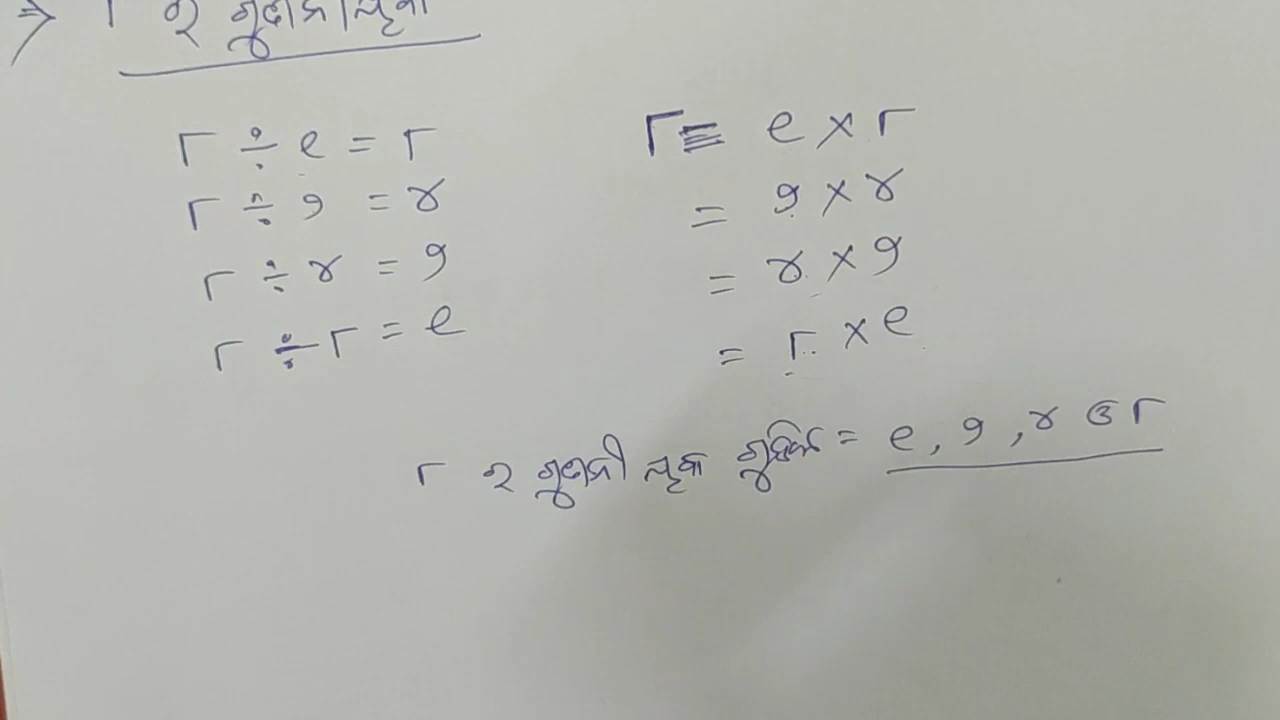 ⇒ ୮ ର ଗୁଣନୀୟକ
୮ ÷ ୧ = ୮
୮ ÷ ୨ = ୪
୮ ÷ ୪ = ୨
୮ ÷ ୮ = ୧
୮ = ୧ × ୮
= ୨ × ୪
= ୪ × ୨
= ୮ × ୧
୮ ର ଗୁଣନୀୟକ ଗୁଡ଼ିକ = ୧, ୨, ୪ ଓ ୮